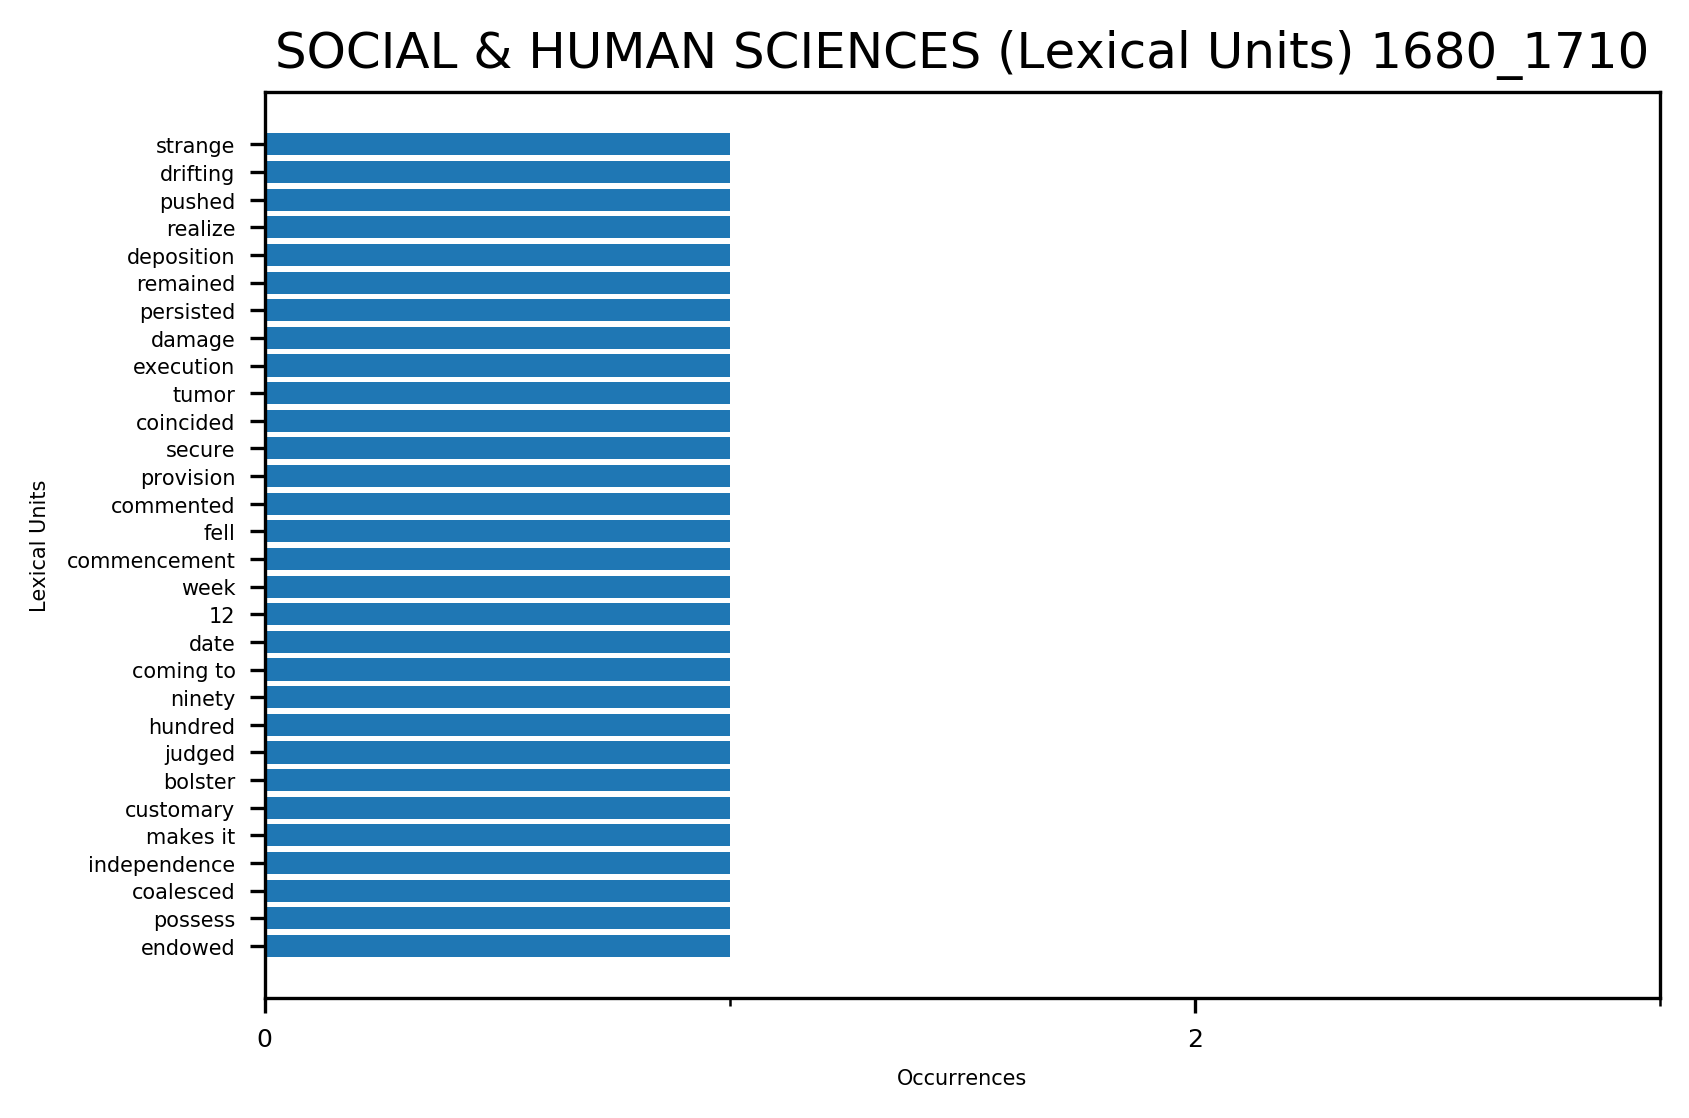 SOCIAL & HUMAN SCIENCES (Lexical Units) 1680_1710
Lexical Units
strange
drifting
pushed
realize
deposition
remained
persisted
damage
execution
tumor
coincided
secure
provision
commented
fell
commencement
week
12
date
coming to
ninety
hundred
judged
bolster
customary
makes it
independence
coalesced
possess
endowed
0 2
Occurrences